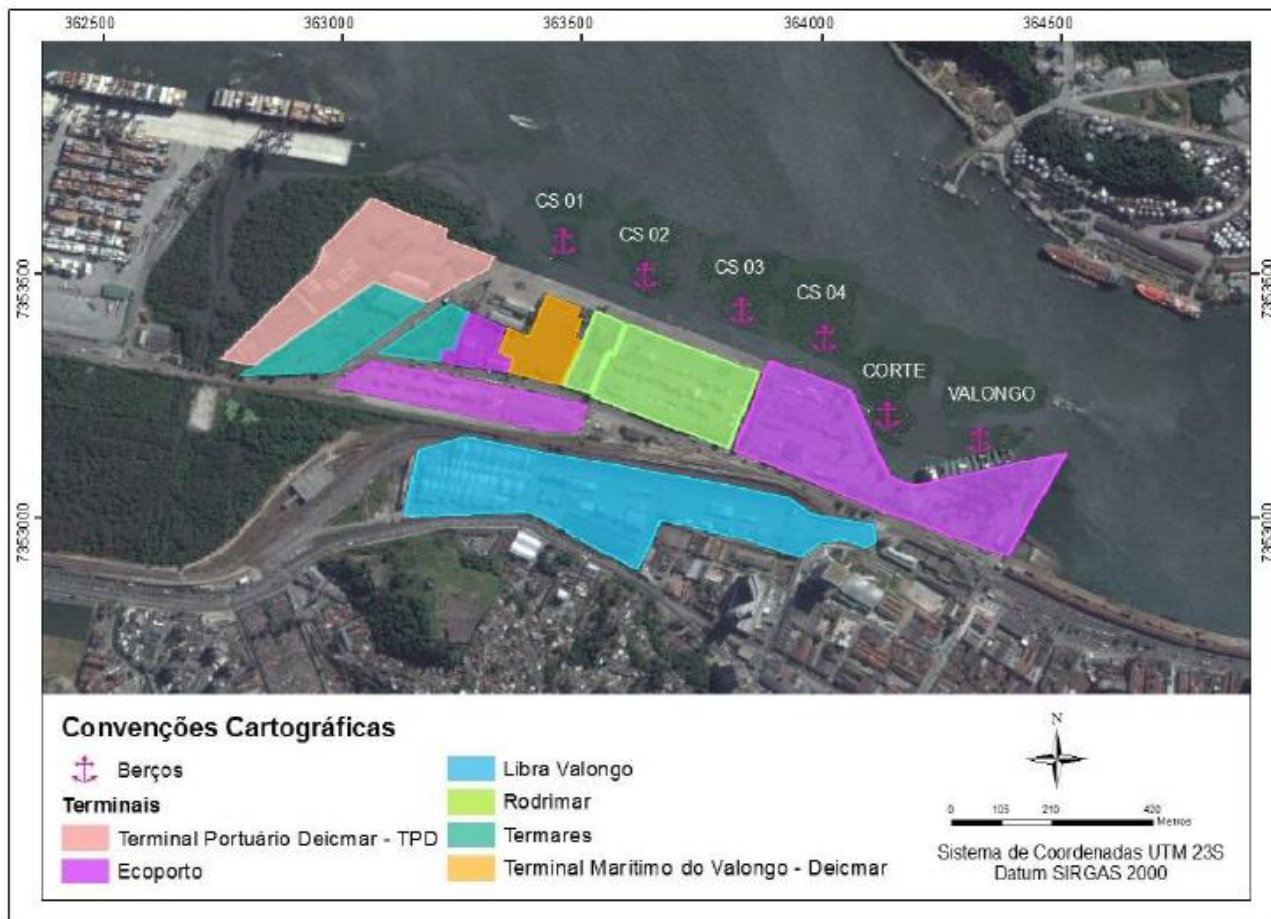 362500 363000 363500 364000 364500
CS 01
CS 02
7353500
CS 03
7353500
CS 04
CORTE
VALONGO
7353000
7353000
Convenções Cartográficas
Berços
Terminais
Terminal Portuário Deicmar - TPD
Ecoporto
Libra Valongo
Rodrimar
Termares
Terminal Marítimo do Valongo - Deicmar
N
0 105 210 420
Metros
Sistema de Coordenadas UTM 23S
Datum SIRGAS 2000